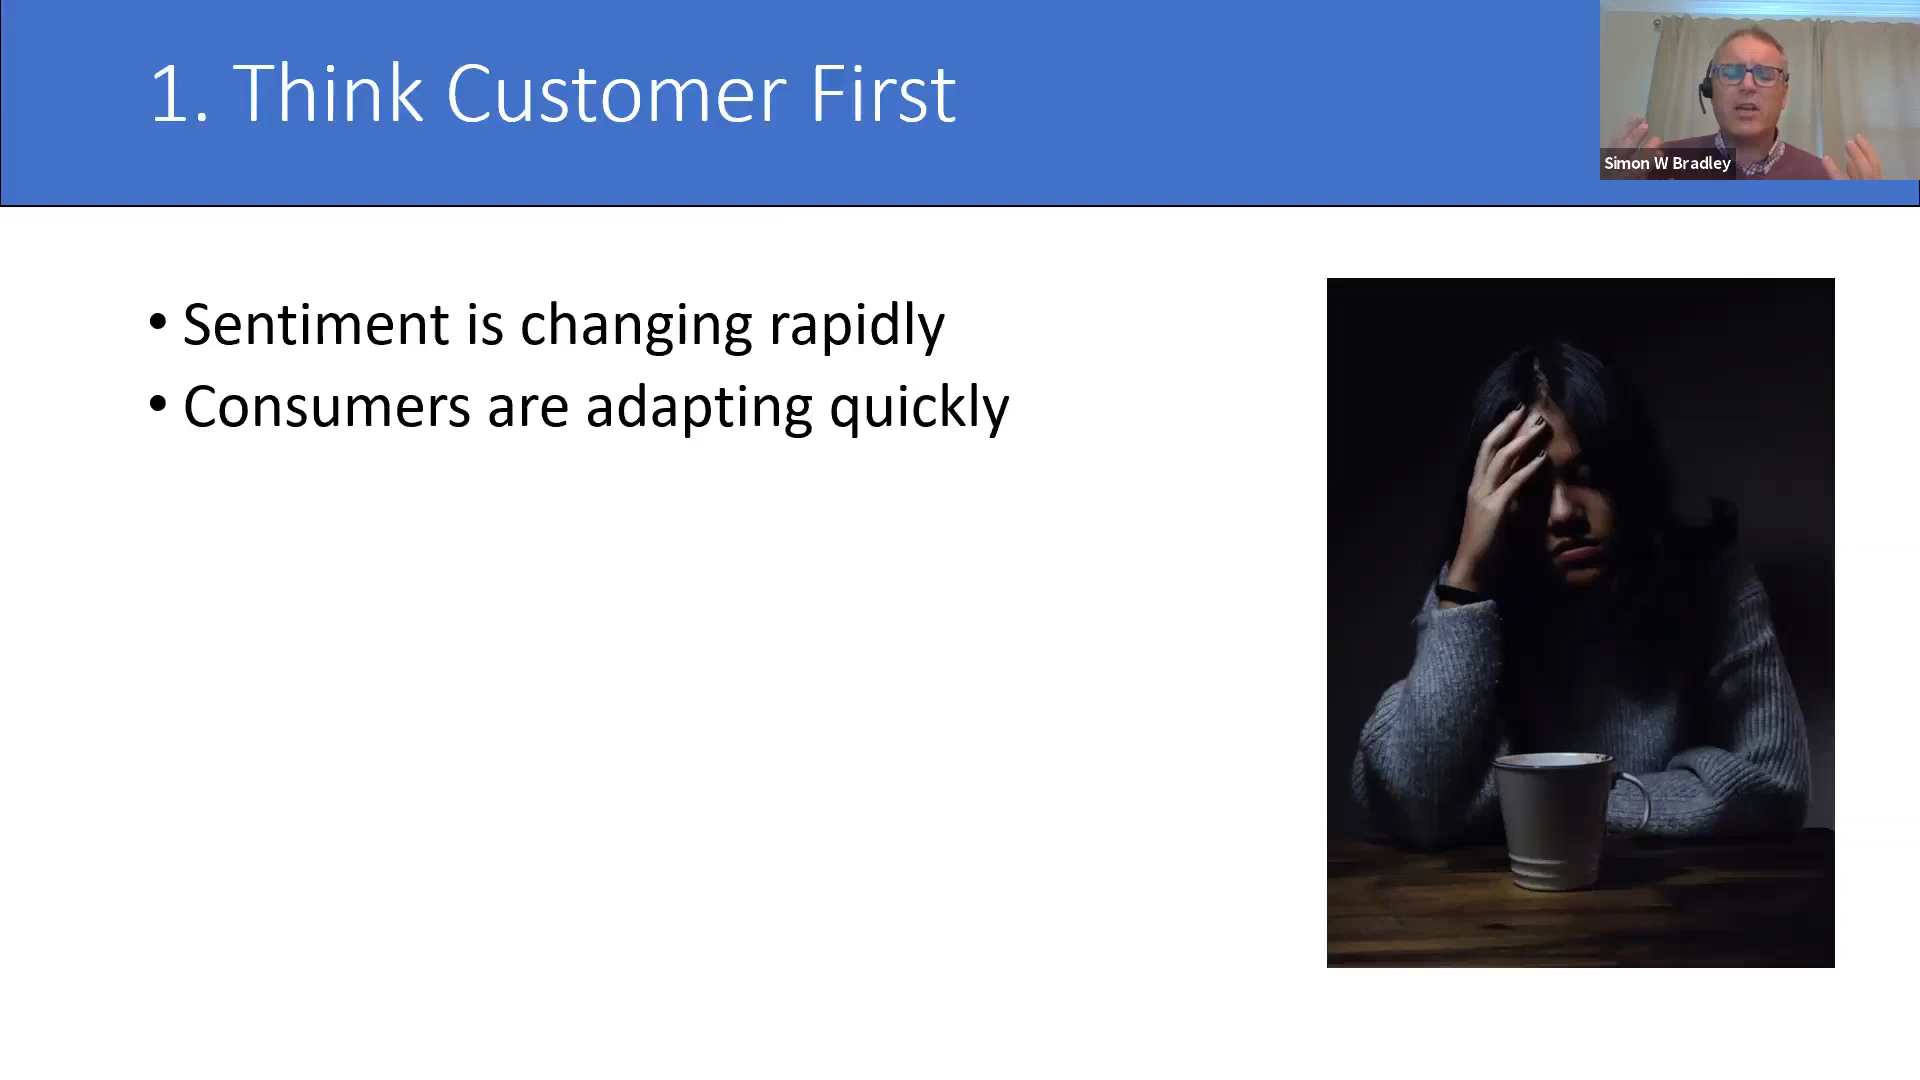 1. Think Customer First
Simon W Bradley
• Sentiment is changing rapidly
• Consumers are adapting quickly